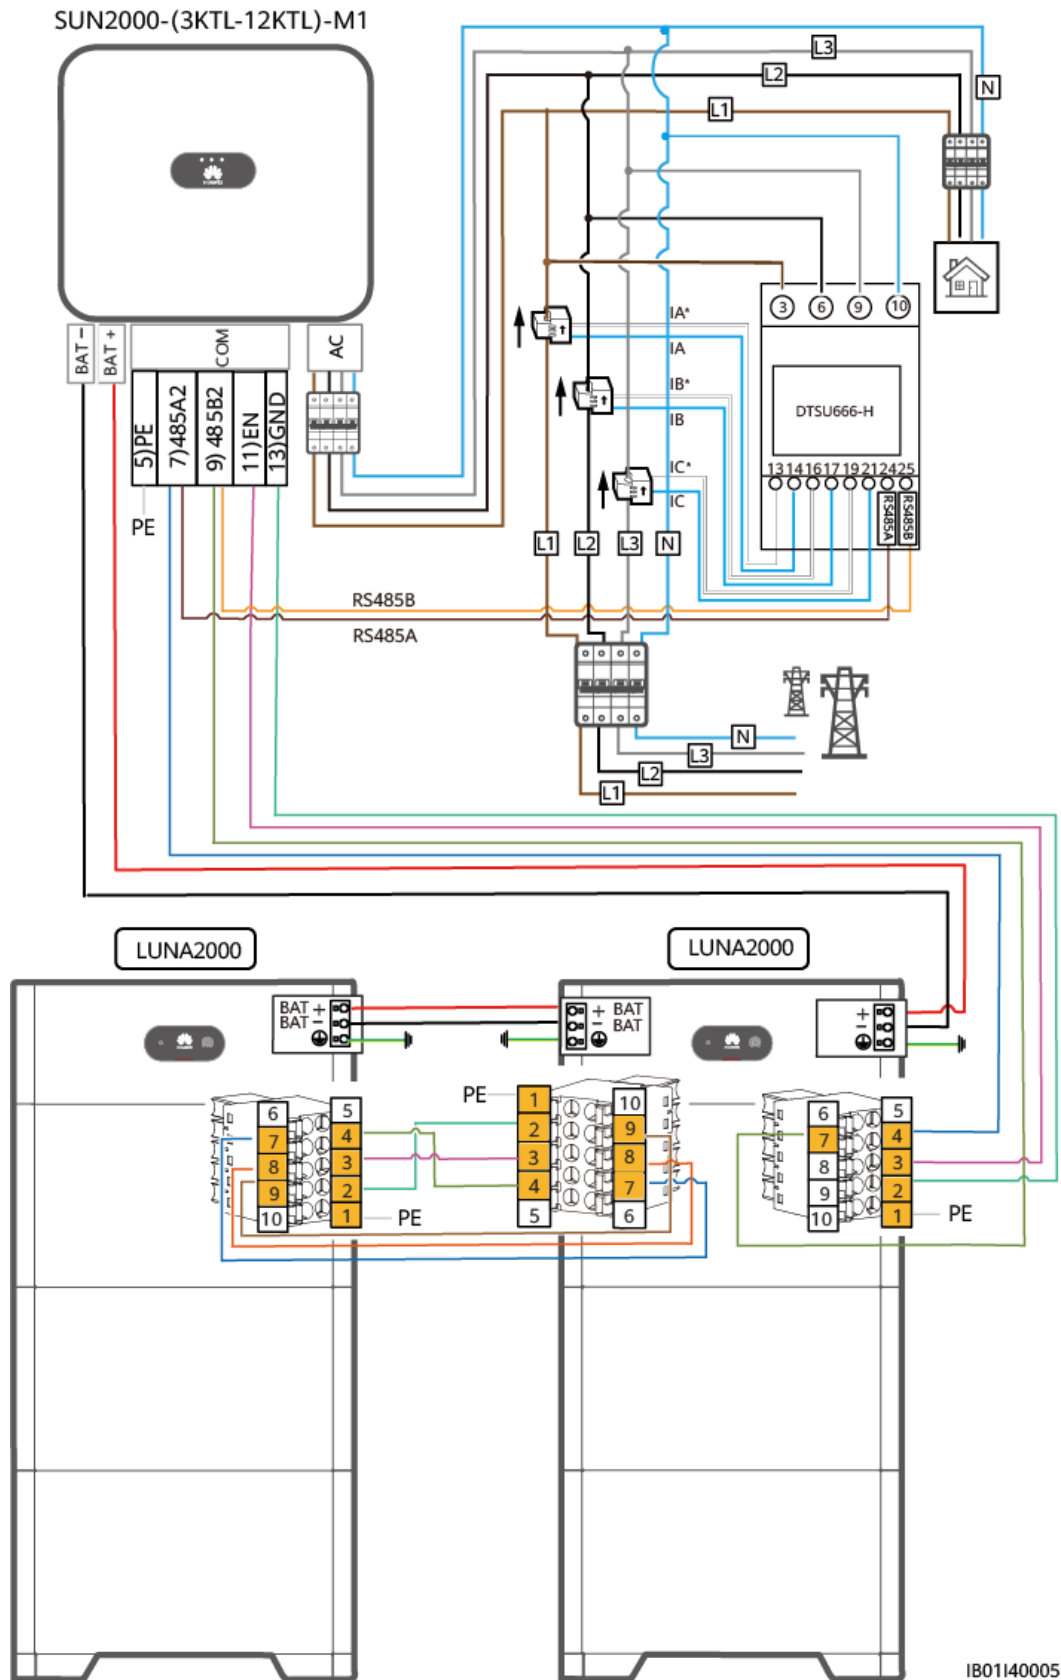 SUN2000-(3KTL-12KTL)-M1
L3
L2
N
L1
3 6 9 10
IA*
IA
BAT −
BAT +
COM
AC
DTSU666-H
IB*
IB
5)PE
7)485A2
9) 485B2
11)EN
13)GND
IC*
IC
13 14 16 17 19 21 24 25
RS485A
RS485B
PE
L1 L2 L3 N
RS485B
RS485A
N
L3
L2
L1
LUNA2000
LUNA2000
BAT +
BAT −
+ BAT
− BAT
+
−
PE
6 5
7 4
8 3
9 2
10 1
PE
1 10
2 9
3 8
4 7
5 6
6 5
7 4
8 3
9 2
10 1
PE
IB01I40005